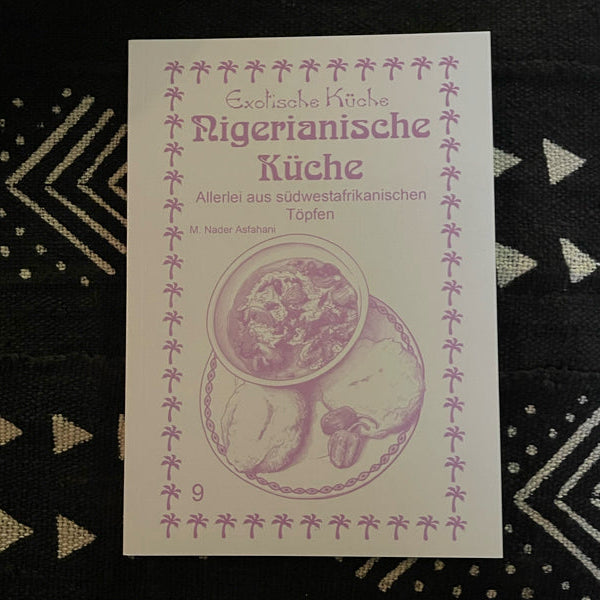 Exotische Küche
Nigerianische
Küche
Allerlei aus südwestafrikanischen
Töpfen
M. Nader Asfahani
9